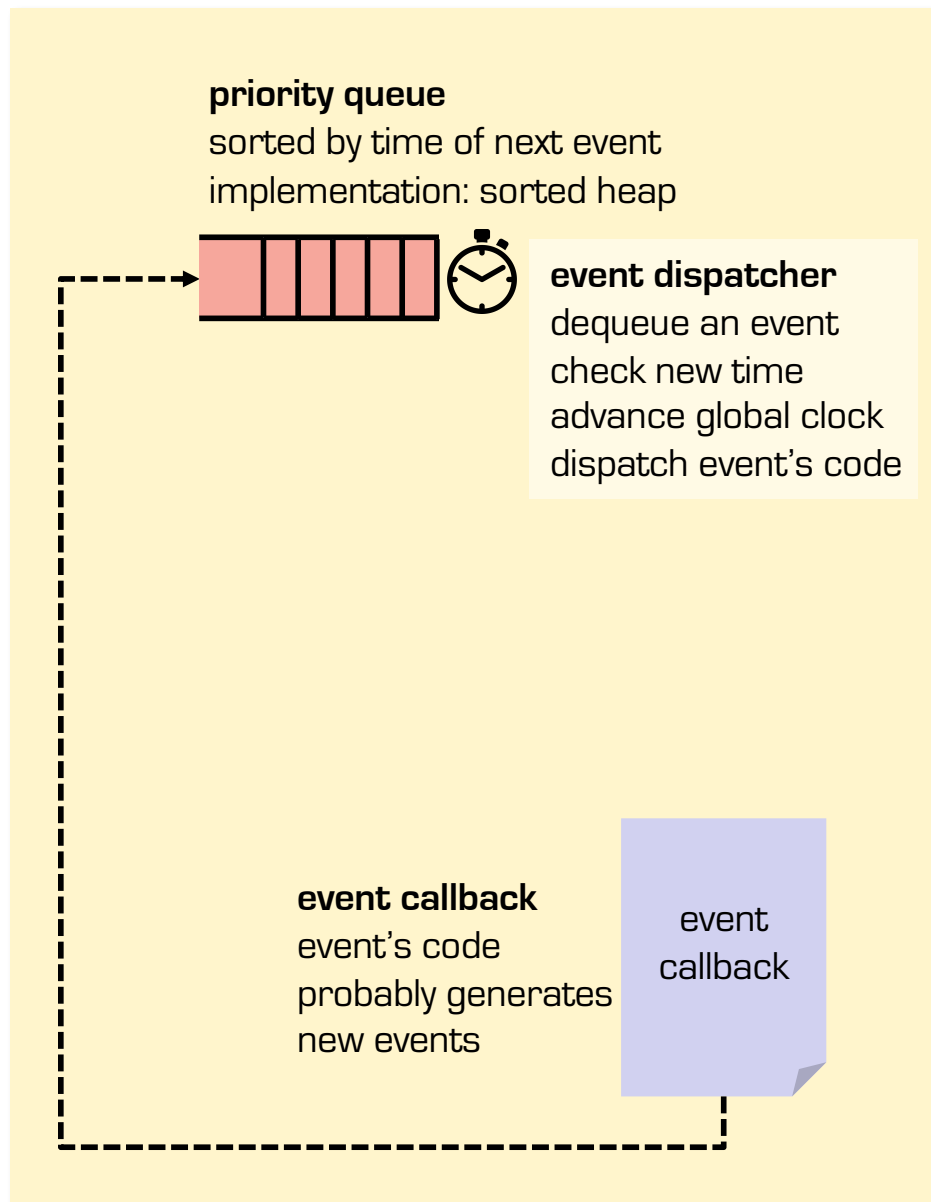 priority queue
sorted by time of next event
implementation: sorted heap
event dispatcher
dequeue an event
check new time
advance global clock
dispatch event's code
event callback
event's code
probably generates
new events
event
callback